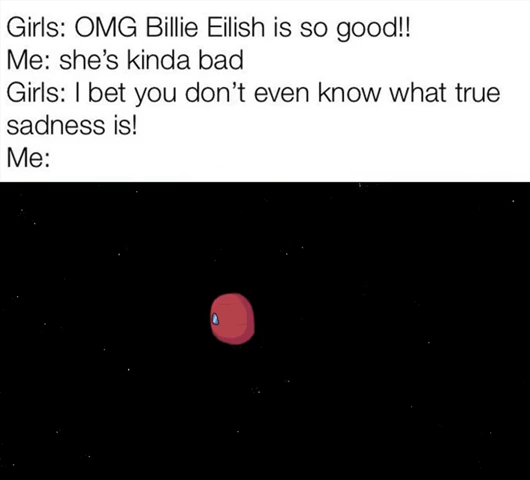 Girls: OMG Billie Eilish is so good!!
Me: she’s kinda bad
Girls: I bet you don’t even know what true
sadness is!
Me: